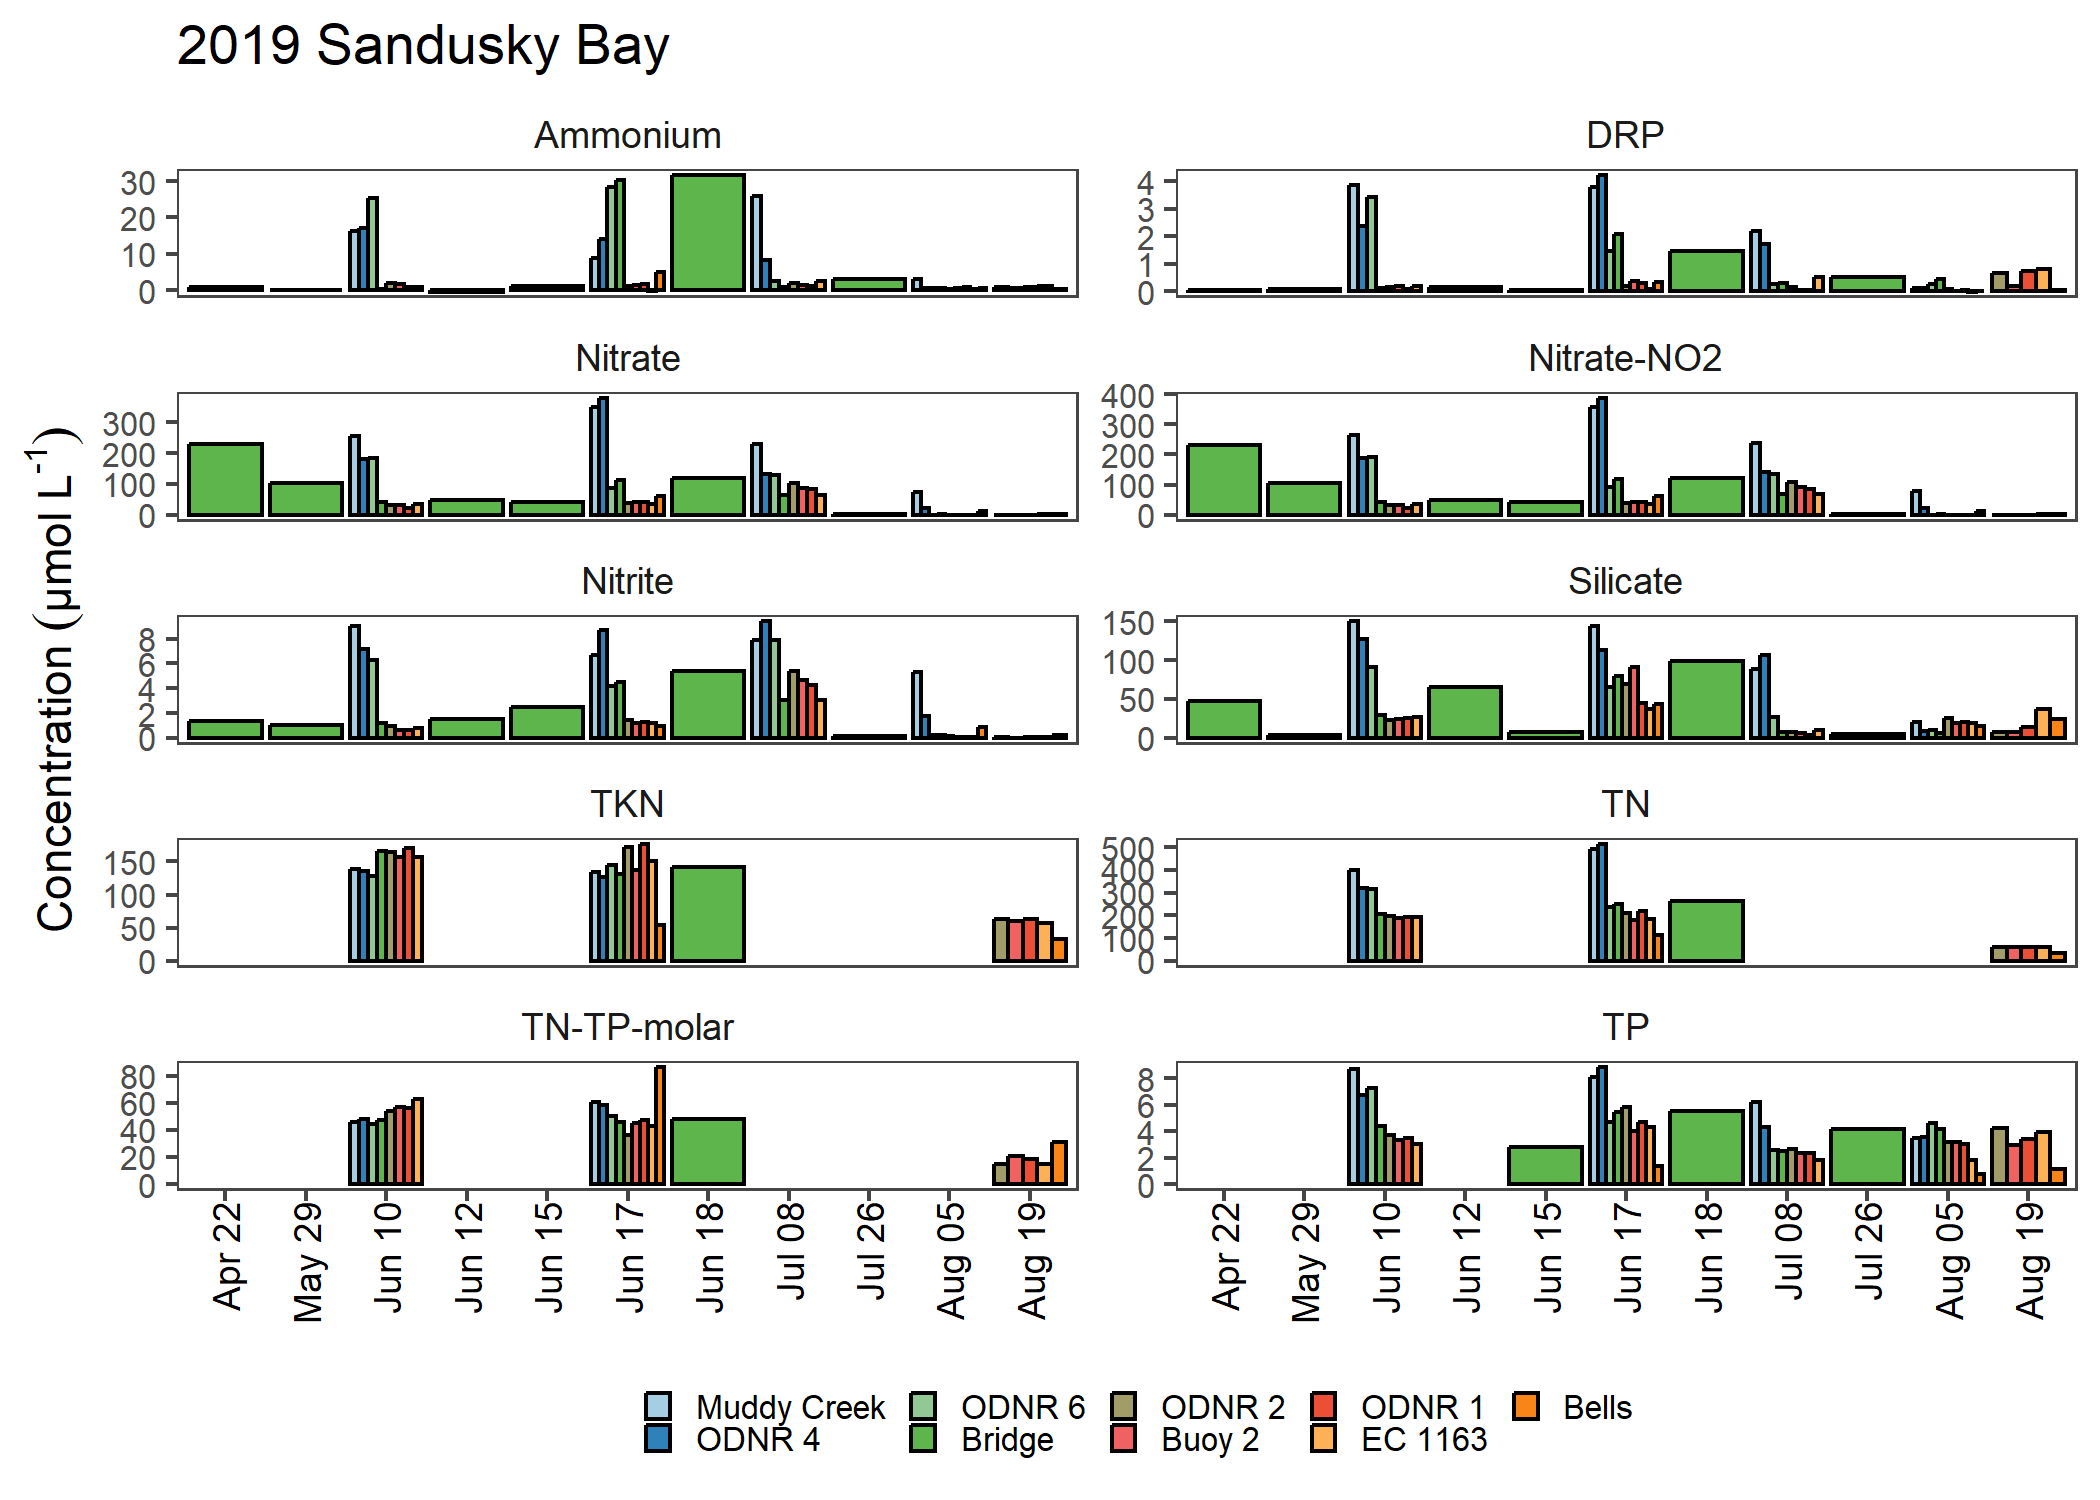 2019 Sandusky Bay
Ammonium
DRP
30
20
10
0
4
3
2
1
0
Nitrate
Nitrate-NO2
300
200
100
0
400
300
200
100
0
Nitrite
Silicate
8
6
4
2
0
150
100
50
0
TKN
TN
150
100
50
0
500
400
300
200
100
0
TN-TP-molar
TP
80
60
40
20
0
8
6
4
2
0
Concentration (µmol L⁻¹)
Apr 22
May 29
Jun 10
Jun 12
Jun 15
Jun 17
Jun 18
Jul 08
Jul 26
Aug 05
Aug 19
Apr 22
May 29
Jun 10
Jun 12
Jun 15
Jun 17
Jun 18
Jul 08
Jul 26
Aug 05
Aug 19
Muddy Creek ODNR 6 ODNR 2 ODNR 1 Bells
ODNR 4 Bridge Buoy 2 EC 1163